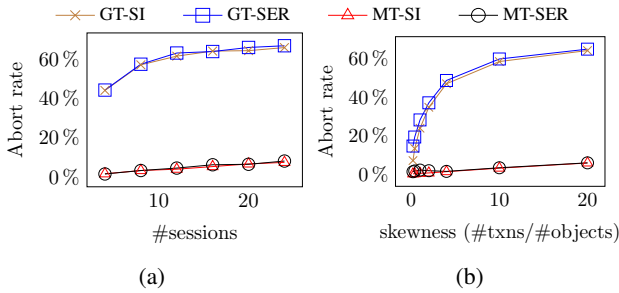 GT-SI GT-SER MT-SI MT-SER
Abort rate
60 %
40 %
20 %
0 %
10 20
#sessions
(a)
Abort rate
60 %
40 %
20 %
0 %
0 10 20
skewness (#txns/#objects)
(b)